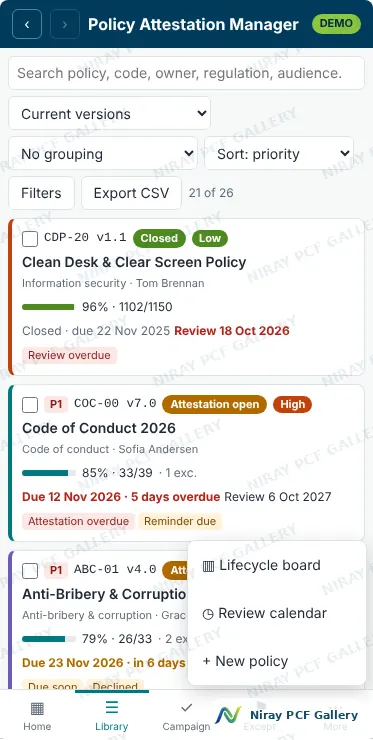 ‹ › Policy Attestation Manager DEMO
Search policy, code, owner, regulation, audience.
Current versions
No grouping Sort: priority
Filters Export CSV 21 of 26
CDP-20 v1.1 Closed Low
Clean Desk & Clear Screen Policy
Information security · Tom Brennan
96% · 1102/1150
Closed · due 22 Nov 2025 Review 18 Oct 2026
Review overdue
P1 COC-00 v7.0 Attestation open High
Code of Conduct 2026
Code of conduct · Sofia Andersen
85% · 33/39 · 1 exc.
Due 12 Nov 2026 · 5 days overdue Review 6 Oct 2027
Attestation overdue Reminder due
P1 ABC-01 v4.0
Anti-Bribery &
Anti-bribery & corruption ·
79% · 26/33 · 2
Due 23 Nov 2026 · in 6 days
Due soon Declined
Lifecycle board
Review calendar
+ New policy
Home Library Campaign Except More
Niray PCF Gallery
NIRAY PCF GALLERY